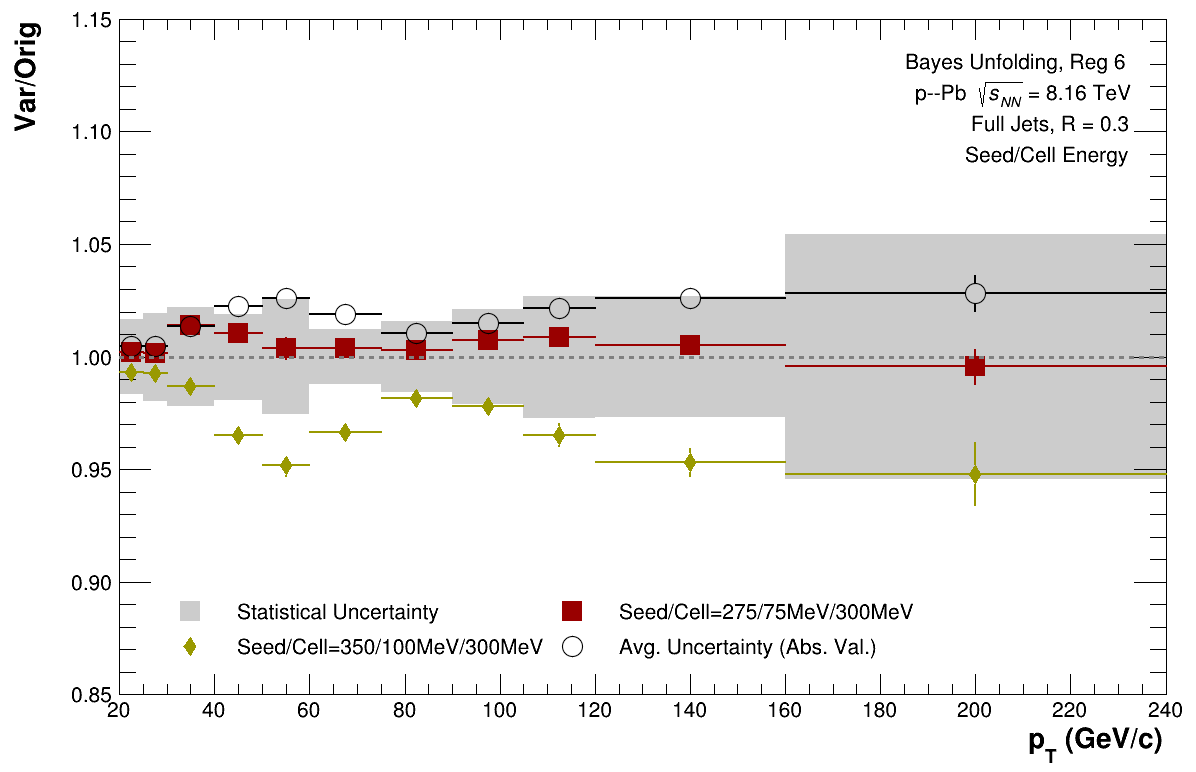 Var/Orig
1.15
1.10
1.05
1.00
0.95
0.90
0.85
Bayes Unfolding, Reg 6
p--Pb √s_NN = 8.16 TeV
Full Jets, R = 0.3
Seed/Cell Energy
Statistical Uncertainty
Seed/Cell=275/75MeV/300MeV
Seed/Cell=350/100MeV/300MeV
Avg. Uncertainty (Abs. Val.)
20 40 60 80 100 120 140 160 180 200 220 240
p_T (GeV/c)